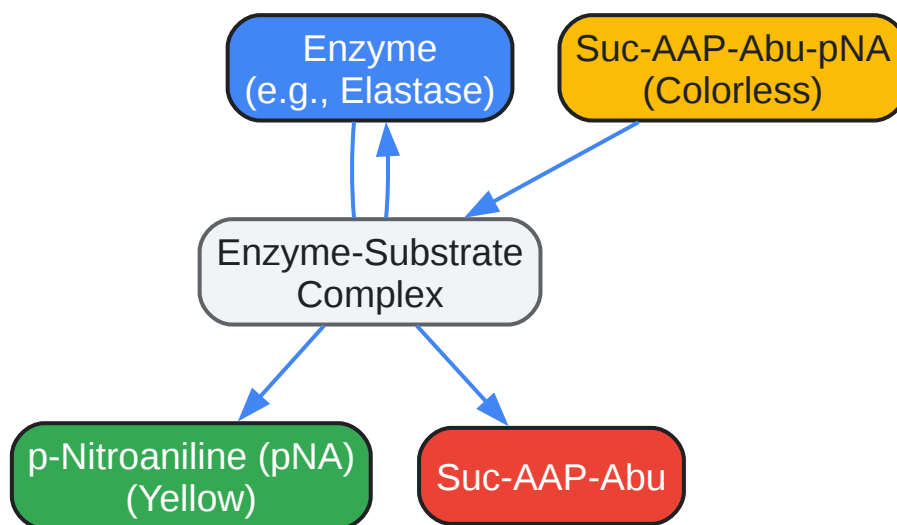 Enzyme
(e.g., Elastase)
Suc-AAP-Abu-pNA
(Colorless)
Enzyme-Substrate
Complex
p-Nitroaniline (pNA)
(Yellow)
Suc-AAP-Abu